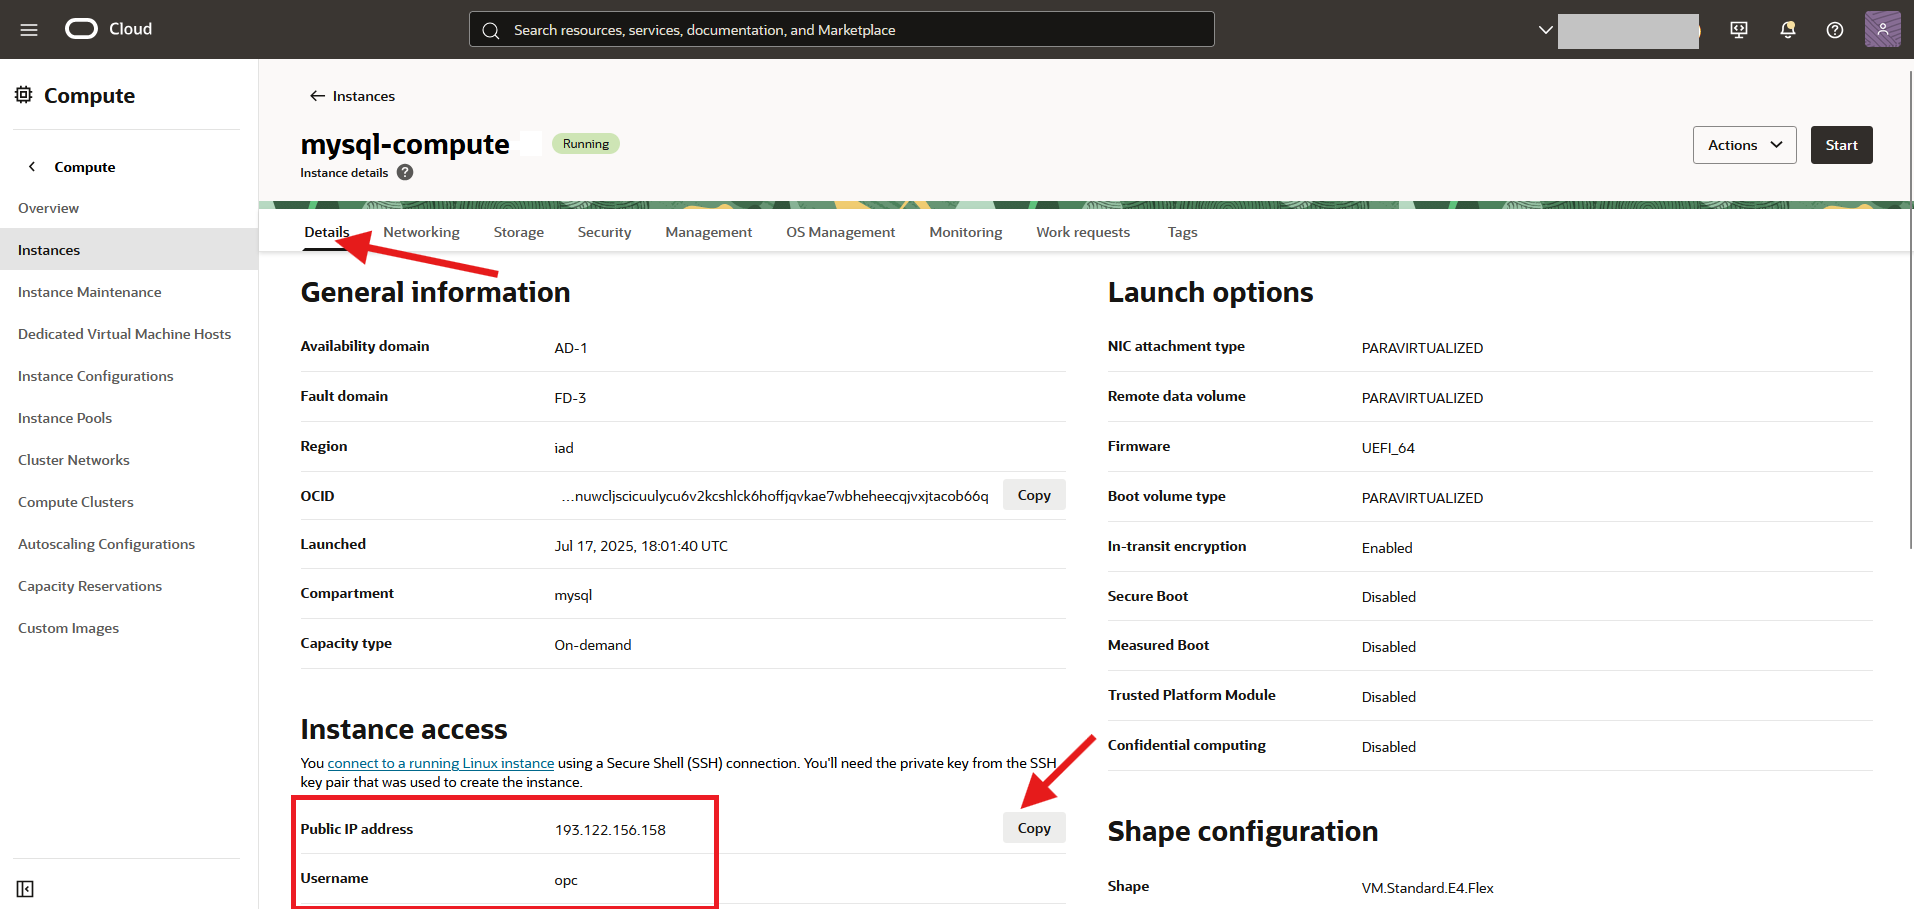 Cloud
Search resources, services, documentation, and Marketplace
Compute
Compute
Overview
Instances
Instance Maintenance
Dedicated Virtual Machine Hosts
Instance Configurations
Instance Pools
Cluster Networks
Compute Clusters
Autoscaling Configurations
Capacity Reservations
Custom Images
Instances
mysql-compute Running
Instance details ?
Actions Start
Details Networking Storage Security Management OS Management Monitoring Work requests Tags
General information
Availability domain AD-1
Fault domain FD-3
Region iad
OCID ...nuwcljscicuulycu6v2kcshlck6hoffjqvkae7wbheheecqjvxjtacob66q Copy
Launched Jul 17, 2025, 18:01:40 UTC
Compartment mysql
Capacity type On-demand
Instance access
You connect to a running Linux instance using a Secure Shell (SSH) connection. You'll need the private key from the SSH
key pair that was used to create the instance.
Public IP address 193.122.156.158 Copy
Username opc
Launch options
NIC attachment type PARAVIRTUALIZED
Remote data volume PARAVIRTUALIZED
Firmware UEFI_64
Boot volume type PARAVIRTUALIZED
In-transit encryption Enabled
Secure Boot Disabled
Measured Boot Disabled
Trusted Platform Module Disabled
Confidential computing Disabled
Shape configuration
Shape VM.Standard.E4.Flex